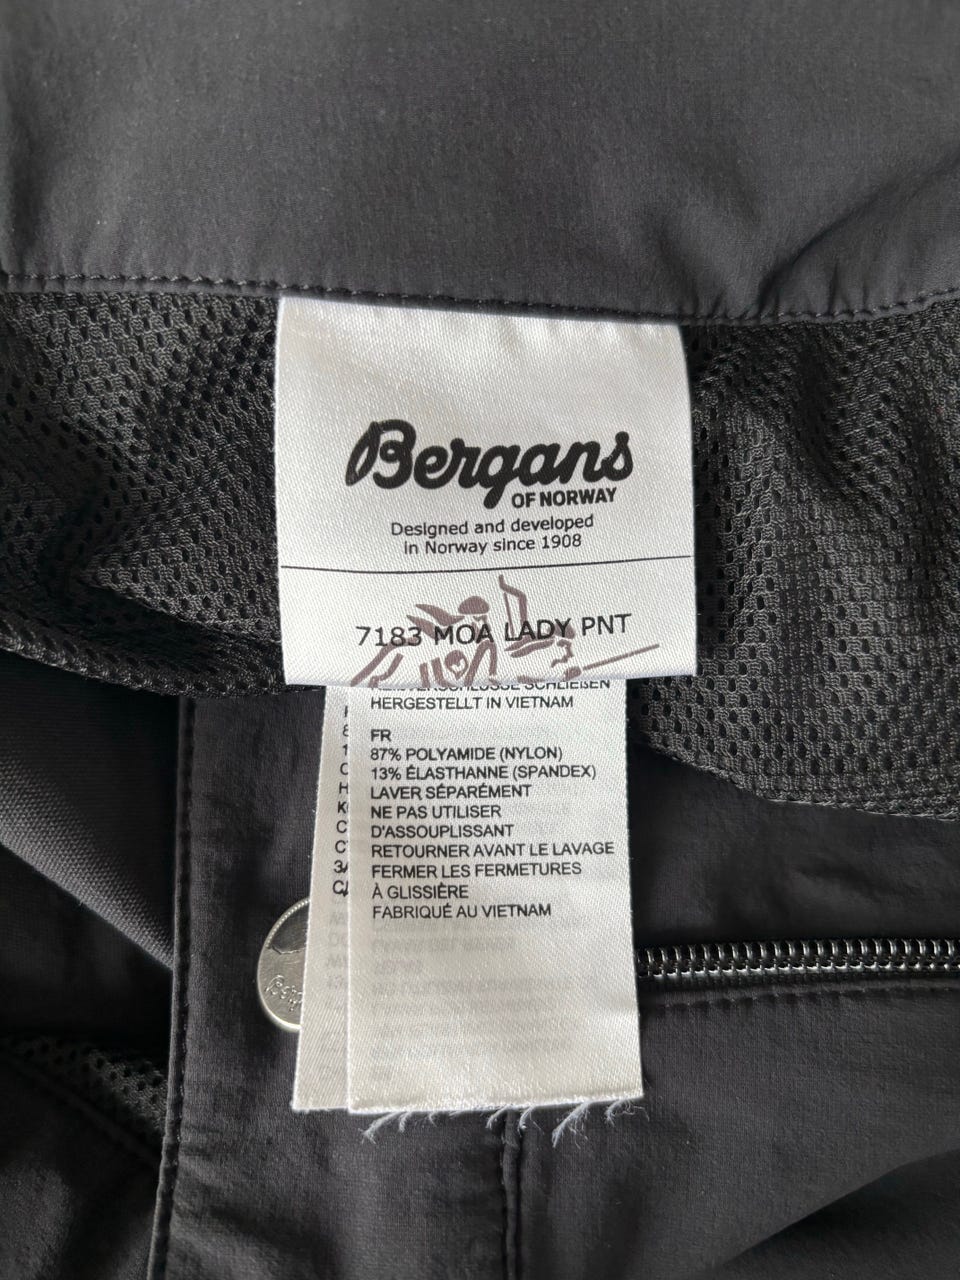 Bergans
OF NORWAY
Designed and developed
in Norway since 1908
7183 MOA LADY PNT
SCHLIEßEN
HERGESTELLT IN VIETNAM
FR
87% POLYAMIDE (NYLON)
13% ÉLASTHANNE (SPANDEX)
LAVER SÉPARÉMENT
NE PAS UTILISER
D'ASSOUPLISSANT
RETOURNER AVANT LE LAVAGE
FERMER LES FERMETURES
À GLISSIÈRE
FABRIQUÉ AU VIETNAM